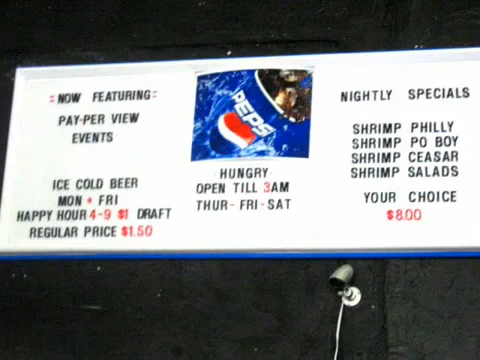 =NOW FEATURING=
PAY-PER VIEW
EVENTS
ICE COLD BEER
MON + FRI
HAPPY HOUR 4-9 $1 DRAFT
REGULAR PRICE $1.50
PEPSI
·HUNGRY·
OPEN TILL 3AM
THUR- FRI-SAT
NIGHTLY SPECIALS
SHRIMP PHILLY
SHRIMP PO BOY
SHRIMP CEASAR
SHRIMP SALADS
YOUR CHOICE
$8.00